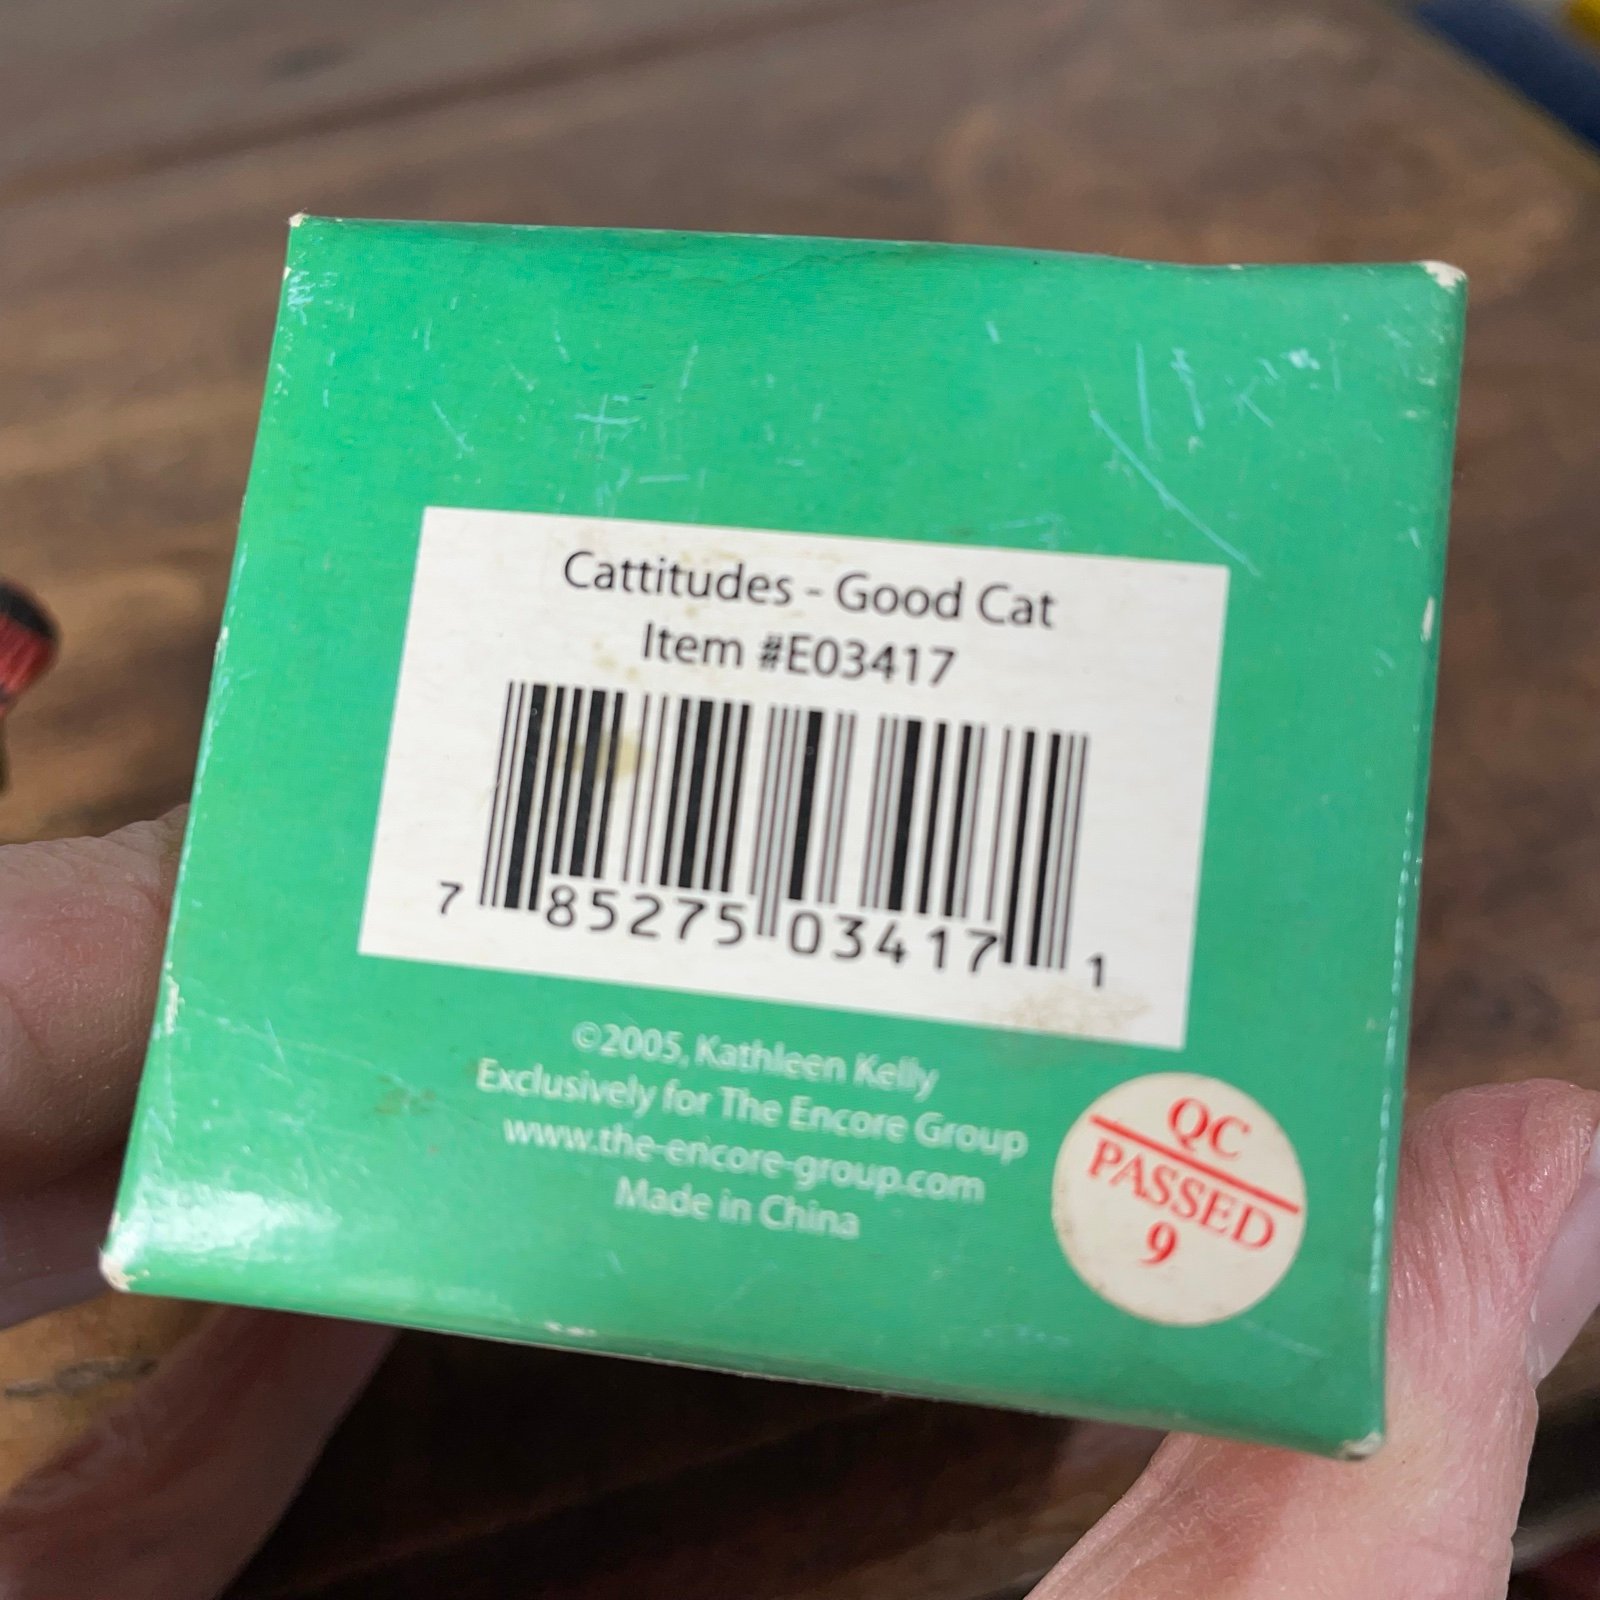 Cattitudes - Good Cat
Item #E03417
7 85275 03417 1
©2005, Kathleen Kelly
Exclusively for The Encore Group
www.the-encore-group.com
Made in China
QC
PASSED
9